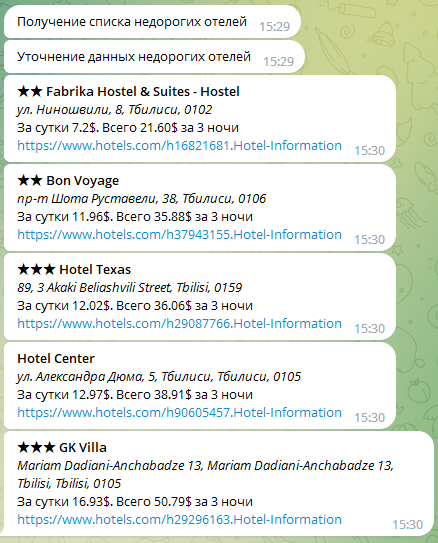 Получение списка недорогих отелей 15:29
Уточнение данных недорогих отелей 15:29
★★ Fabrika Hostel & Suites - Hostel
ул. Ниношвили, 8, Тбилиси, 0102
За сутки 7.2$. Всего 21.60$ за 3 ночи
https://www.hotels.com/h16821681.Hotel-Information 15:30
★★ Bon Voyage
пр-т Шота Руставели, 38, Тбилиси, 0106
За сутки 11.96$. Всего 35.88$ за 3 ночи
https://www.hotels.com/h37943155.Hotel-Information 15:30
★★★ Hotel Texas
89, 3 Akaki Beliashvili Street, Tbilisi, 0159
За сутки 12.02$. Всего 36.06$ за 3 ночи
https://www.hotels.com/h29087766.Hotel-Information 15:30
Hotel Center
ул. Александра Дюма, 5, Тбилиси, Тбилиси, 0105
За сутки 12.97$. Всего 38.91$ за 3 ночи
https://www.hotels.com/h90605457.Hotel-Information 15:30
★★★ GK Villa
Mariam Dadiani-Anchabadze 13, Mariam Dadiani-Anchabadze 13,
Tbilisi, Tbilisi, 0105
За сутки 16.93$. Всего 50.79$ за 3 ночи
https://www.hotels.com/h29296163.Hotel-Information 15:30